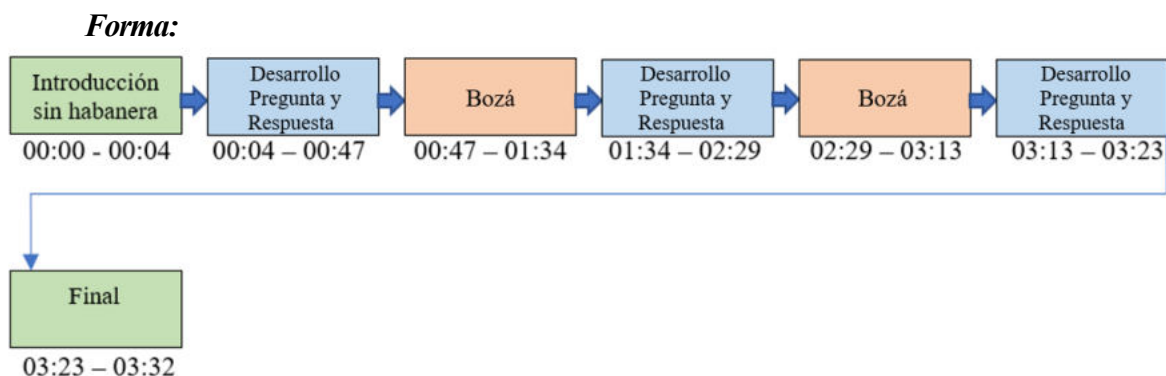 Forma:
Introducción
sin habanera
00:00 - 00:04
Desarrollo
Pregunta y
Respuesta
00:04 – 00:47
Bozá
00:47 – 01:34
Desarrollo
Pregunta y
Respuesta
01:34 – 02:29
Bozá
02:29 – 03:13
Desarrollo
Pregunta y
Respuesta
03:13 – 03:23
Final
03:23 – 03:32